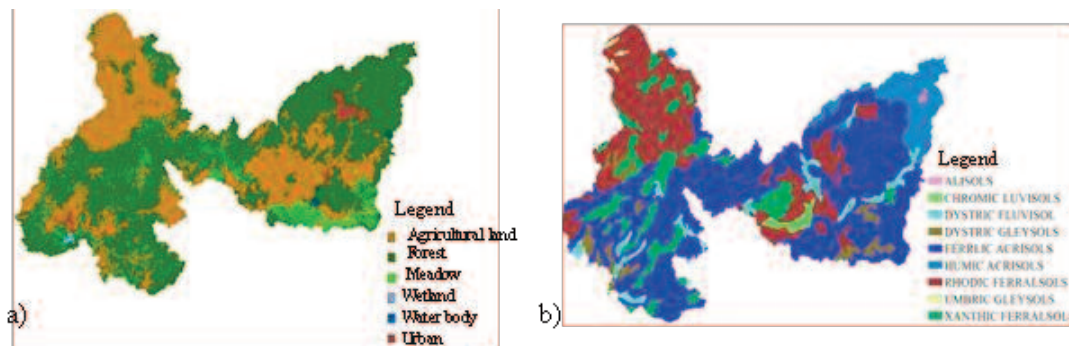 Legend
Agricultural land
Forest
Meadow
Wetland
Water body
Urban
a)
Legend
ALISOLS
CHROMIC LUVISOLS
DYSTRIC FLUVISOL
DYSTRIC GLEYSOLS
FERRLIC ACRISOLS
HUMIC ACRISOLS
RHODIC FERRALSOLS
UMBRIC GLEYSOLS
XANTHIC FERRALSOL
b)